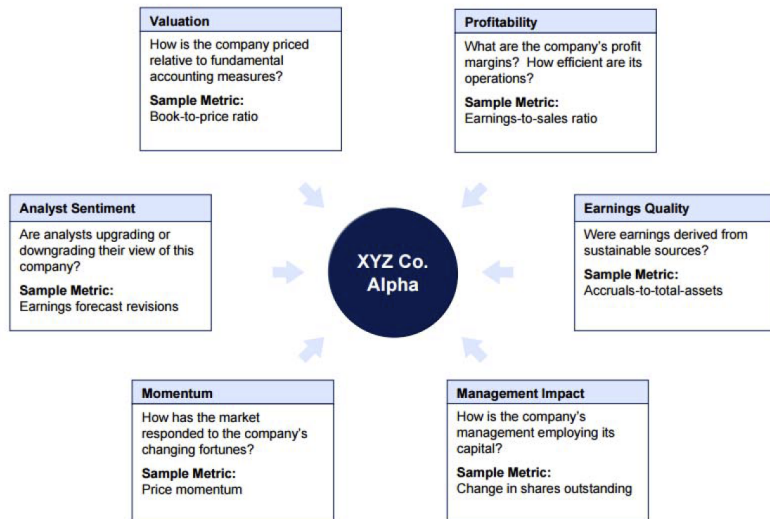 Valuation
How is the company priced
relative to fundamental
accounting measures?
Sample Metric:
Book-to-price ratio
Profitability
What are the company's profit
margins?  How efficient are its
operations?
Sample Metric:
Earnings-to-sales ratio
Analyst Sentiment
Are analysts upgrading or
downgrading their view of this
company?
Sample Metric:
Earnings forecast revisions
XYZ Co.
Alpha
Earnings Quality
Were earnings derived from
sustainable sources?
Sample Metric:
Accruals-to-total-assets
Momentum
How has the market
responded to the company's
changing fortunes?
Sample Metric:
Price momentum
Management Impact
How is the company's
management employing its
capital?
Sample Metric:
Change in shares outstanding